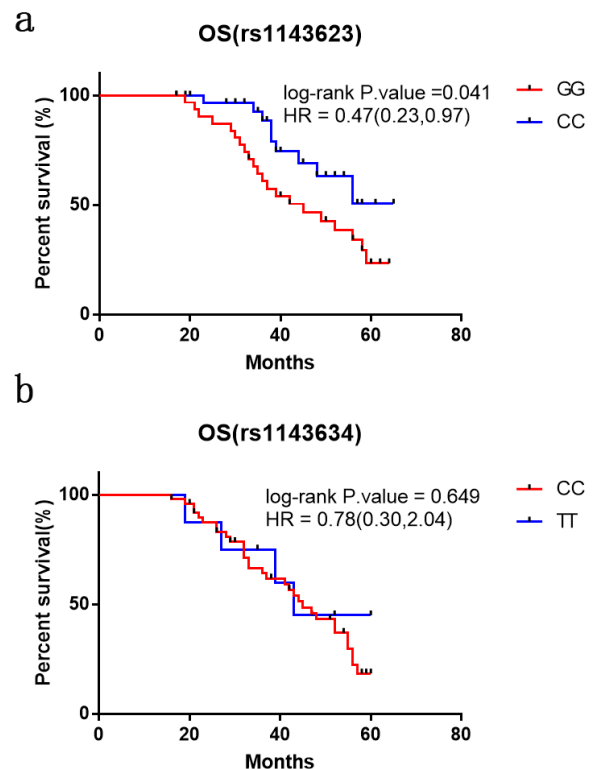 a
OS(rs1143623)
log-rank P.value =0.041
HR = 0.47(0.23,0.97)
GG
CC
Percent survival (%)
100
50
0
0 20 40 60 80
Months
b
OS(rs1143634)
log-rank P.value = 0.649
HR = 0.78(0.30,2.04)
CC
TT
Percent survival(%)
100
50
0
0 20 40 60 80
Months